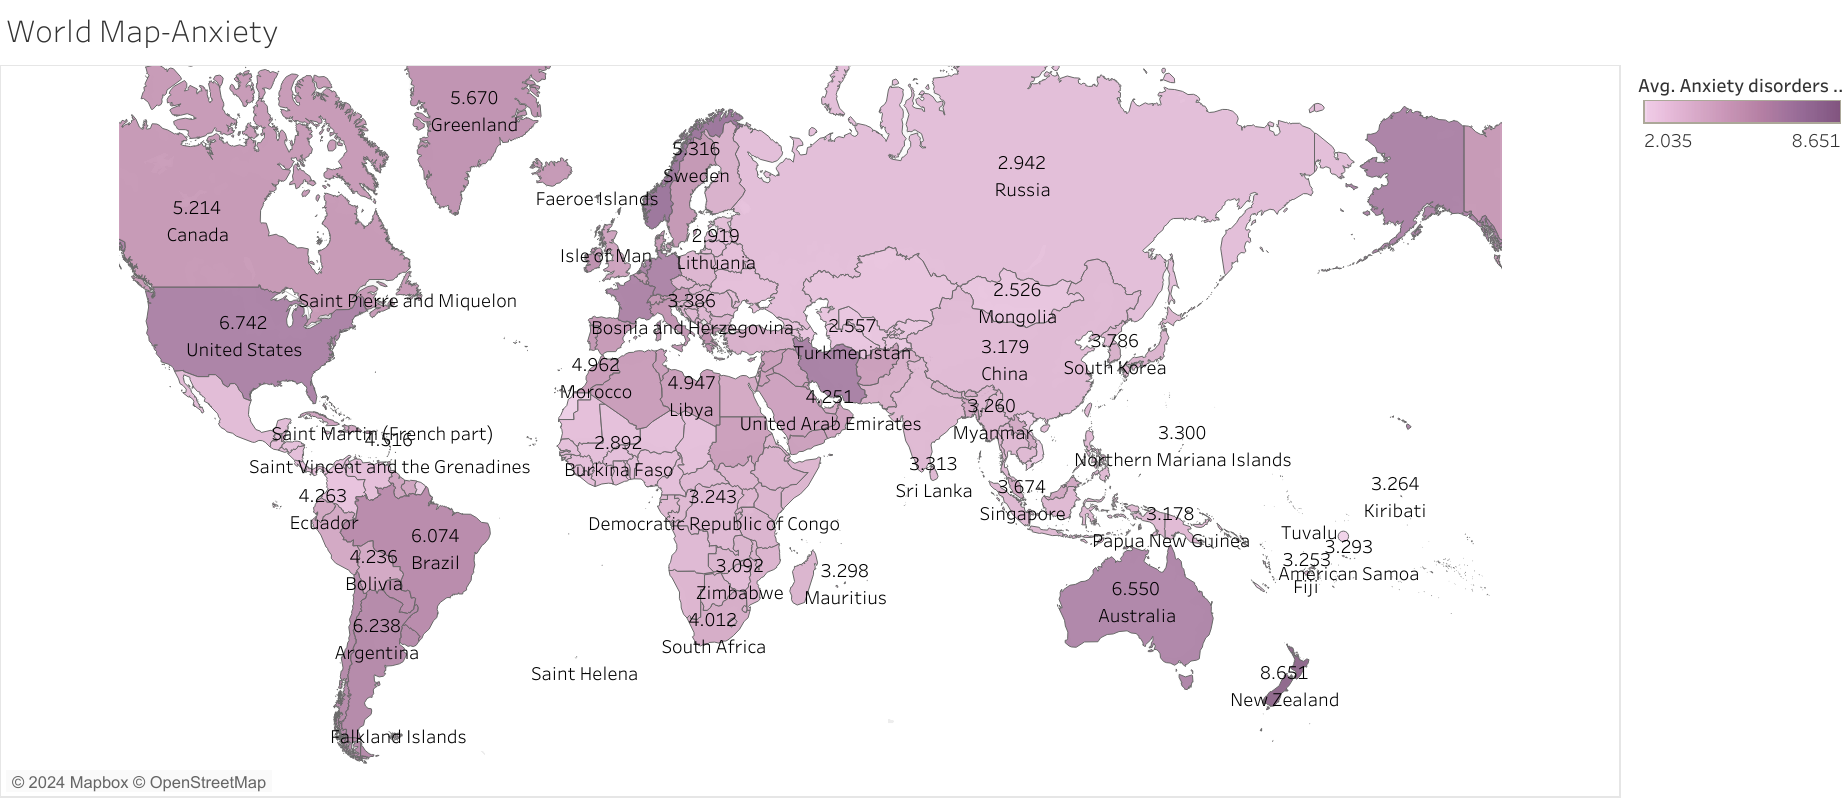 World Map-Anxiety
Avg. Anxiety disorders ..
2.035 8.651
5.670
Greenland
5.316
Sweden
2.942
Russia
Faeroe Islands
5.214
Canada
2.919
Isle of Man
Lithuania
2.526
Saint Pierre and Miquelon
3.386
Mongolia
6.742
Bosnia and Herzegovina
2.557
United States
3.179
3.786
Turkmenistan
4.962
China
South Korea
Morocco
4.947
4.251
Libya
3.260
United Arab Emirates
Saint Martin (French part)
4.516
2.892
Myanmar
3.300
Saint Vincent and the Grenadines
Burkina Faso
3.313
Northern Mariana Islands
4.263
3.243
Sri Lanka
3.674
3.264
Ecuador
Democratic Republic of Congo
Singapore
3.178
Kiribati
6.074
Papua New Guinea
Tuvalu
3.293
4.236
Brazil
3.253
American Samoa
Bolivia
3.092
3.298
Fiji
Zimbabwe
Mauritius
6.550
Australia
6.238
4.012
Argentina
South Africa
Saint Helena
8.651
New Zealand
Falkland Islands
© 2024 Mapbox © OpenStreetMap